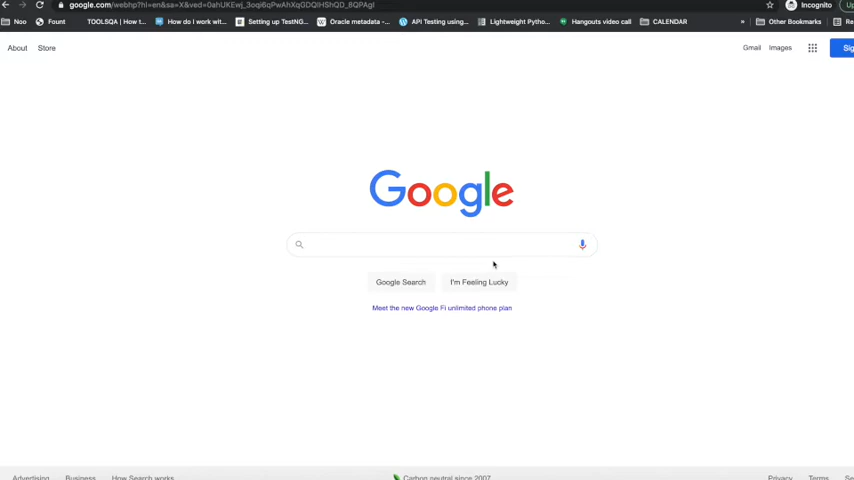 google.com/webhp?hl=en&sa=X&ved=0ahUKEwj_3oqj6qPwAhXqGDQIHShQD_8QPAgI
Incognito
Noo Fount TOOLSQA | How t... How do I work wit... Setting up TestNG... Oracle metadata -... API Testing using... Lightweight Pytho... Hangouts video call CALENDAR » Other Bookmarks
About Store Gmail Images
Google
Google Search I'm Feeling Lucky
Meet the new Google Fi unlimited phone plan
Advertising Business How Search works Carbon neutral since 2007 Privacy Terms